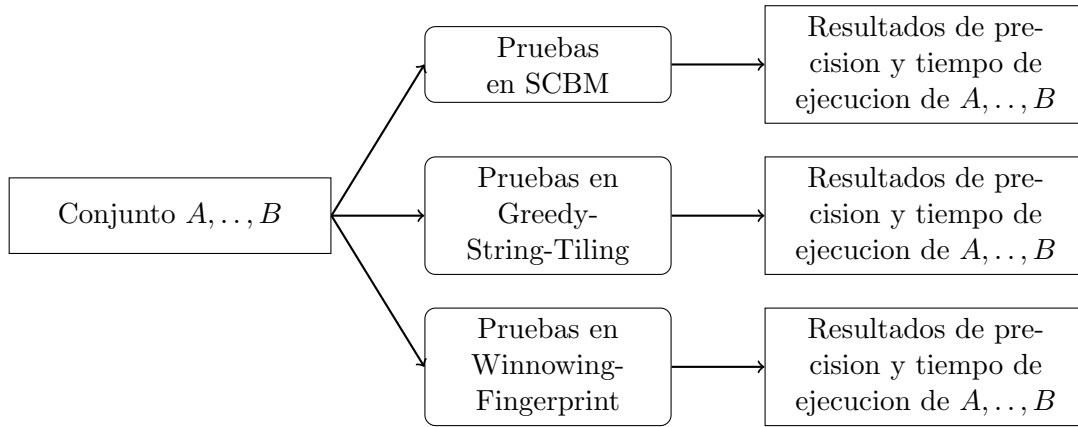 Conjunto A, . . , B
Pruebas
en SCBM
Resultados de pre-
cision y tiempo de
ejecucion de A, . . , B
Pruebas en
Greedy-
String-Tiling
Resultados de pre-
cision y tiempo de
ejecucion de A, . . , B
Pruebas en
Winnowing-
Fingerprint
Resultados de pre-
cision y tiempo de
ejecucion de A, . . , B